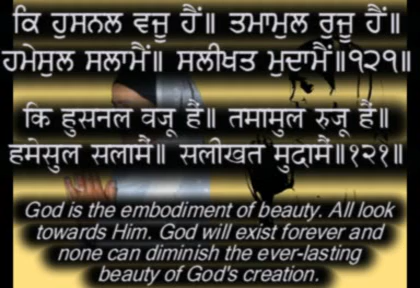 ਕਿ ਹੁਸਨਲ ਵਜੂ ਹੈਂ॥ ਤਮਾਮੁਲ ਰੁਜੂ ਹੈਂ॥
ਹਮੇਸੁਲ ਸਲਾਮੈਂ॥ ਸਲੀਖਤ ਮੁਦਾਮੈਂ॥੧੨੧॥
कि हुसनल वजू हैं॥ तमामुल रुजू हैं॥
हमेसुल सलामैं॥ सलीखत मुदामैं॥१२१॥
God is the embodiment of beauty. All look
towards Him. God will exist forever and
none can diminish the ever-lasting
beauty of God's creation.